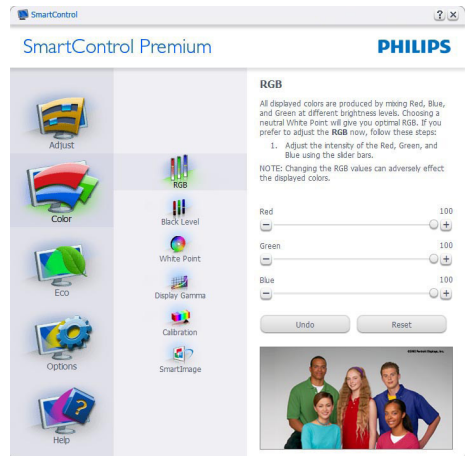 SmartControl
? ×
SmartControl Premium
PHILIPS
Adjust
Color
Eco
Options
Help
RGB
Black Level
White Point
Display Gamma
Calibration
SmartImage
RGB
All displayed colors are produced by mixing Red, Blue,
and Green at different brightness levels. Choosing a
neutral White Point will give you optimal RGB. If you
prefer to adjust the RGB now, follow these steps:
1. Adjust the intensity of the Red, Green, and
Blue using the slider bars.
NOTE: Changing the RGB values can adversely effect
the displayed colors.
Red 100
Green 100
Blue 100
Undo Reset